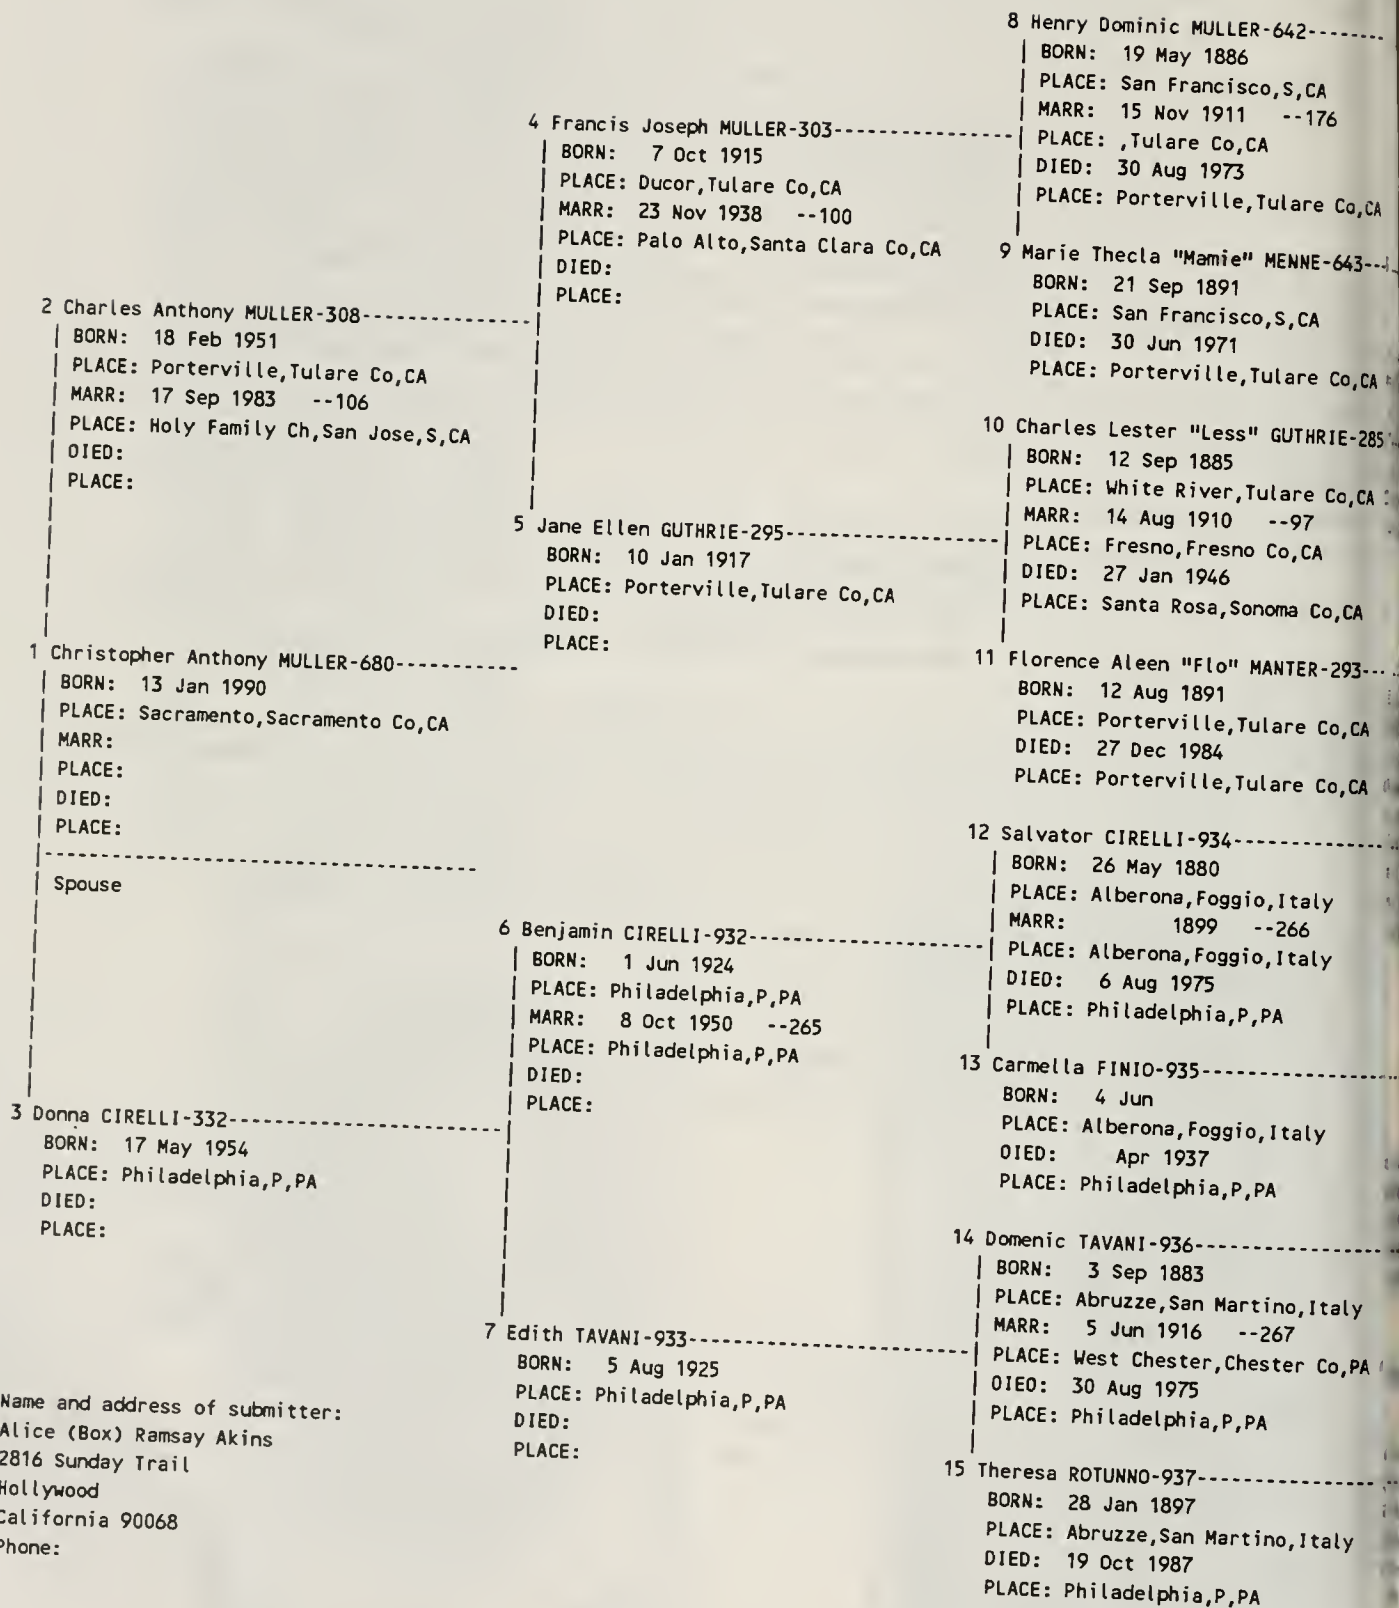 8 Henry Dominic MULLER-642--------
| BORN: 19 May 1886
| PLACE: San Francisco,S,CA
| MARR: 15 Nov 1911 --176
| PLACE: ,Tulare Co,CA
| DIED: 30 Aug 1973
| PLACE: Porterville,Tulare Co,CA
4 Francis Joseph MULLER-303----------------
| BORN: 7 Oct 1915
| PLACE: Ducor,Tulare Co,CA
| MARR: 23 Nov 1938 --100
| PLACE: Palo Alto,Santa Clara Co,CA
| DIED:
| PLACE:
9 Marie Thecla "Mamie" MENNE-643---
BORN: 21 Sep 1891
PLACE: San Francisco,S,CA
DIED: 30 Jun 1971
PLACE: Porterville,Tulare Co,CA
2 Charles Anthony MULLER-308---------------
| BORN: 18 Feb 1951
| PLACE: Porterville,Tulare Co,CA
| MARR: 17 Sep 1983 --106
| PLACE: Holy Family Ch,San Jose,S,CA
| OIED:
| PLACE:
10 Charles Lester "Less" GUTHRIE-285
| BORN: 12 Sep 1885
| PLACE: White River,Tulare Co,CA
| MARR: 14 Aug 1910 --97
| PLACE: Fresno,Fresno Co,CA
| DIED: 27 Jan 1946
| PLACE: Santa Rosa,Sonoma Co,CA
5 Jane Ellen GUTHRIE-295-------------------
BORN: 10 Jan 1917
PLACE: Porterville,Tulare Co,CA
DIED:
PLACE:
11 Florence Aleen "Flo" MANTER-293---
BORN: 12 Aug 1891
PLACE: Porterville,Tulare Co,CA
DIED: 27 Dec 1984
PLACE: Porterville,Tulare Co,CA
1 Christopher Anthony MULLER-680-----------
| BORN: 13 Jan 1990
| PLACE: Sacramento,Sacramento Co,CA
| MARR:
| PLACE:
| DIED:
| PLACE:
|---------------------------------------
| Spouse
12 Salvator CIRELLI-934---------------
| BORN: 26 May 1880
| PLACE: Alberona,Foggio,Italy
| MARR: 1899 --266
| PLACE: Alberona,Foggio,Italy
| DIEO: 6 Aug 1975
| PLACE: Philadelphia,P,PA
6 Benjamin CIRELLI-932---------------------
| BORN: 1 Jun 1924
| PLACE: Philadelphia,P,PA
| MARR: 8 Oct 1950 --265
| PLACE: Philadelphia,P,PA
| DIED:
| PLACE:
13 Carmella FINIO-935-----------------
BORN: 4 Jun
PLACE: Alberona,Foggio,Italy
OIED: Apr 1937
PLACE: Philadelphia,P,PA
3 Donna CIRELLI-332------------------------
BORN: 17 May 1954
PLACE: Philadelphia,P,PA
DIED:
PLACE:
14 Domenic TAVANI-936-----------------
| BORN: 3 Sep 1883
| PLACE: Abruzze,San Martino,Italy
| MARR: 5 Jun 1916 --267
| PLACE: West Chester,Chester Co,PA
| OIEO: 30 Aug 1975
| PLACE: Philadelphia,P,PA
7 Edith TAVANI-933-------------------------
BORN: 5 Aug 1925
PLACE: Philadelphia,P,PA
DIED:
PLACE:
15 Theresa ROTUNNO-937----------------
BORN: 28 Jan 1897
PLACE: Abruzze,San Martino,Italy
DIED: 19 Oct 1987
PLACE: Philadelphia,P,PA
Name and address of submitter:
Alice (Box) Ramsay Akins
2816 Sunday Trail
Hollywood
California 90068
Phone: